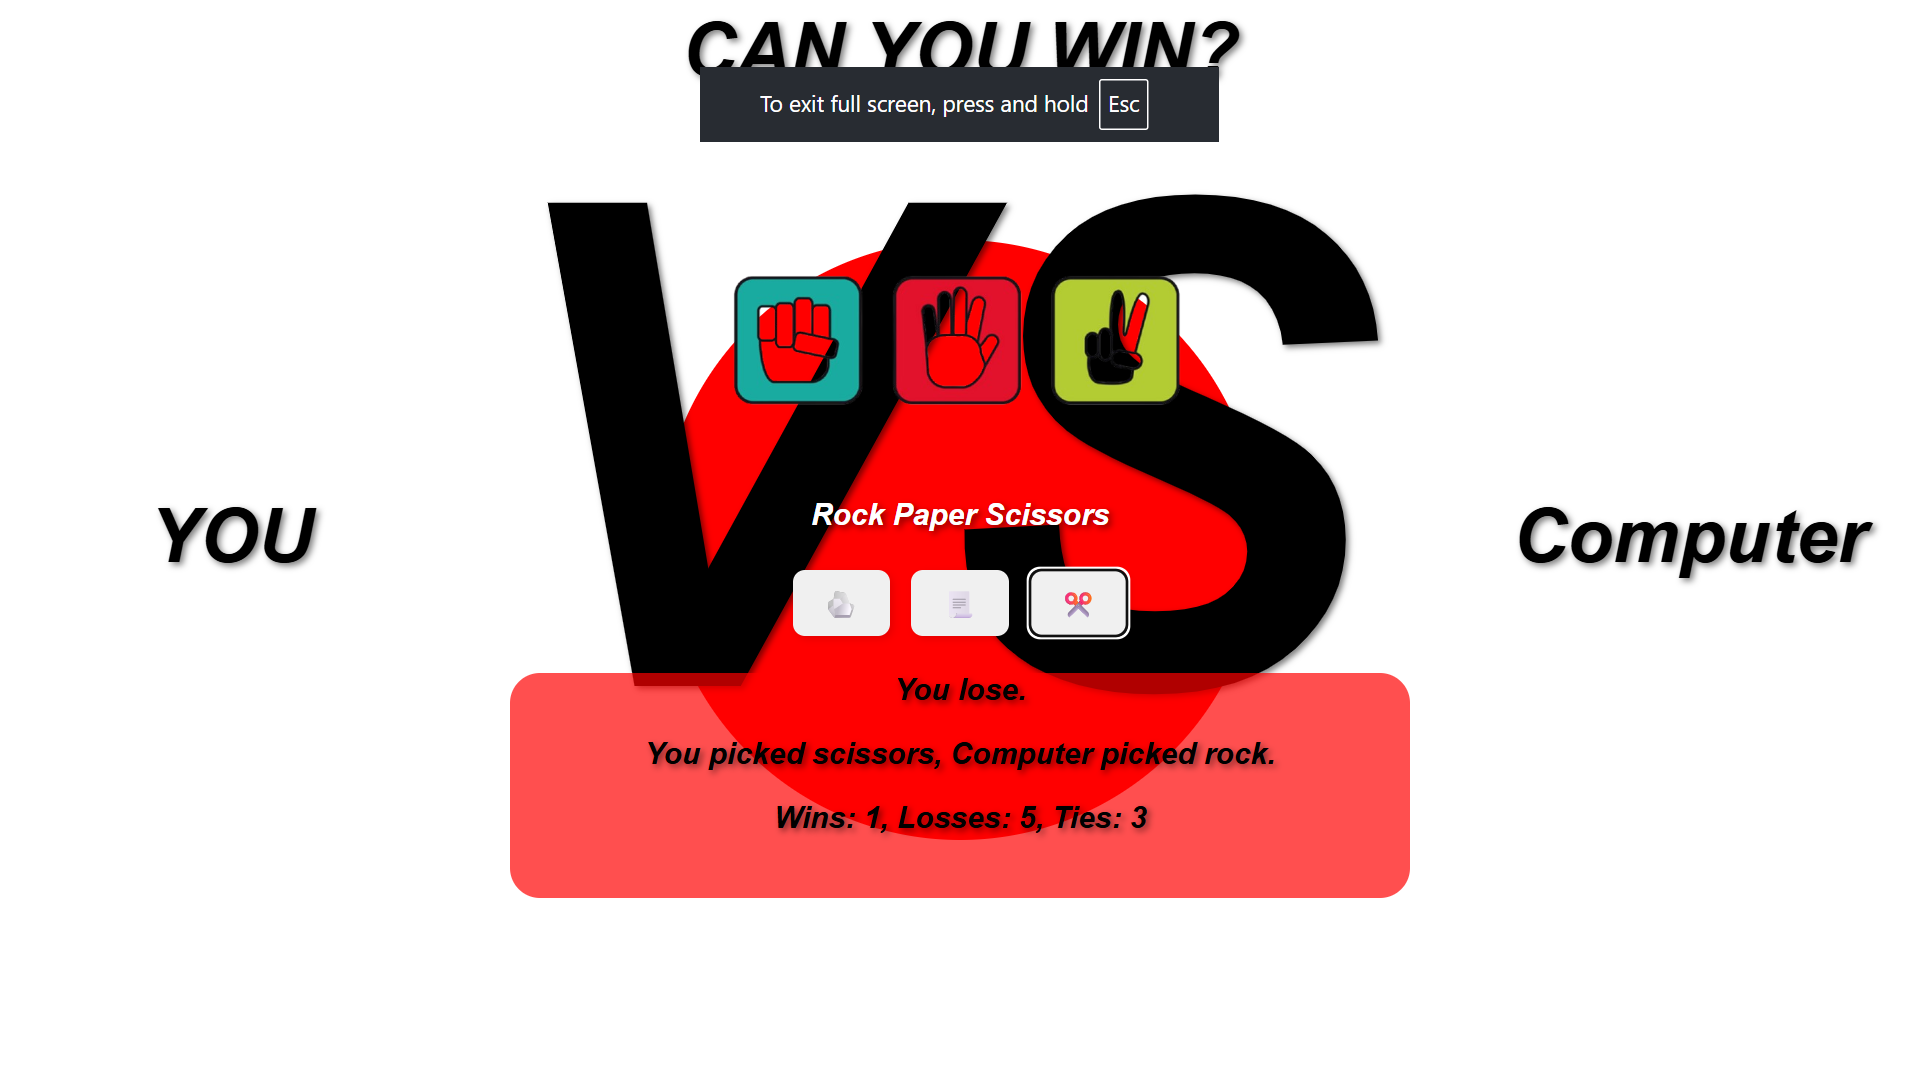 CAN YOU WIN?
To exit full screen, press and hold Esc
VS
YOU
Rock Paper Scissors
Computer
You lose.
You picked scissors, Computer picked rock.
Wins: 1, Losses: 5, Ties: 3